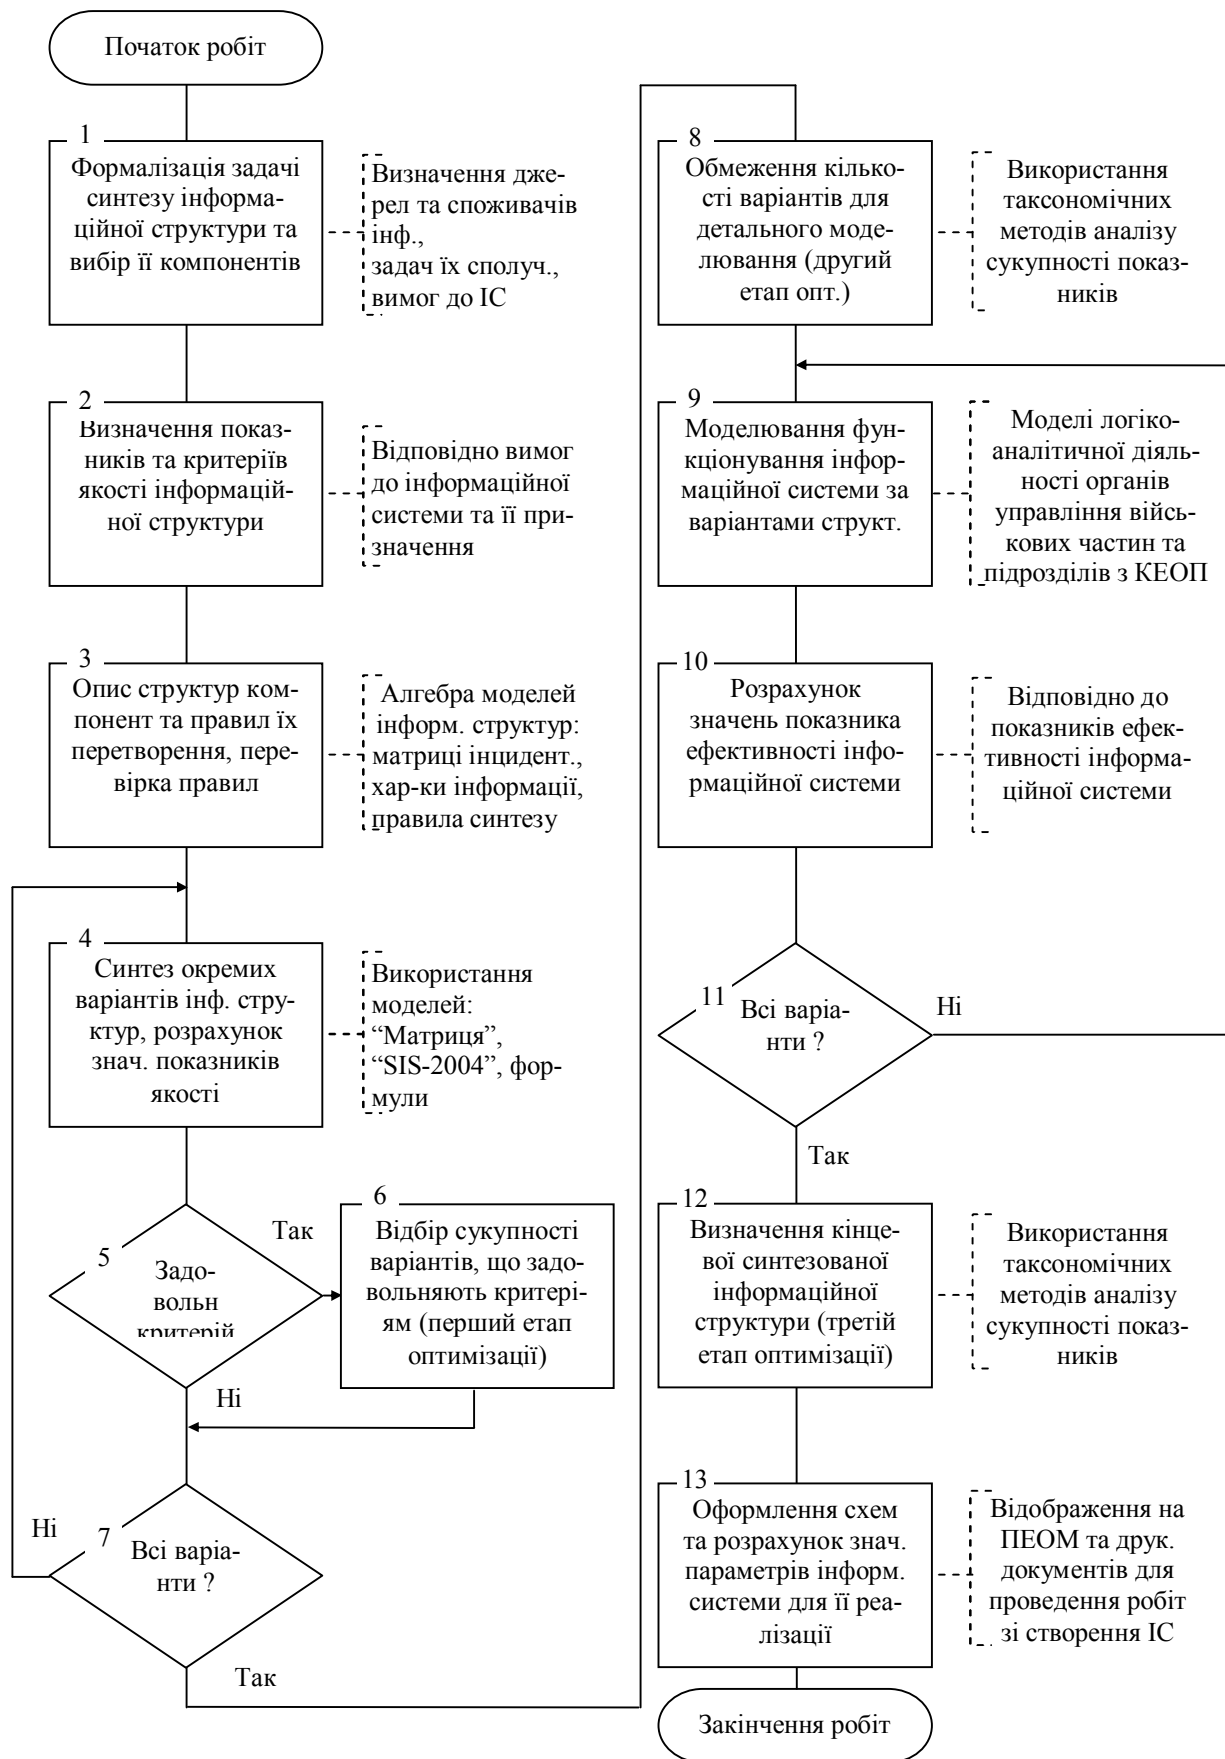 Початок робіт
1
Формалізація задачі
синтезу інформа-
ційної структури та
вибір її компонентів
Визначення дже-
рел та споживачів
інф.,
задач їх сполуч.,
вимог до ІС
2
Визначення показ-
ників та критеріїв
якості інформацій-
ної структури
Відповідно вимог
до інформаційної
системи та її при-
значення
3
Опис структур ком-
понент та правил їх
перетворення, пере-
вірка правил
Алгебра моделей
інформ. структур:
матриці інцидент.,
хар-ки інформації,
правила синтезу
4
Синтез окремих
варіантів інф. стру-
ктур, розрахунок
знач. показників
якості
Використання
моделей:
“Матриця”,
“SIS-2004”, фор-
мули
5
Задо-
вольн
критерій
Так
Ні
6
Відбір сукупності
варіантів, що задо-
вольняють критері-
ям (перший етап
оптимізації)
7
Всі варіа-
нти ?
Ні
Так
8
Обмеження кілько-
сті варіантів для
детального моде-
лювання (другий
етап опт.)
Використання
таксономічних
методів аналізу
сукупності показ-
ників
9
Моделювання фун-
кціонування інфор-
маційної системи за
варіантами структ.
Моделі логіко-
аналітичної діяль-
ності органів
управління війсь-
кових частин та
підрозділів з КЕОП
10
Розрахунок
значень показника
ефективності інфо-
рмаційної системи
Відповідно до
показників ефек-
тивності інформа-
ційної системи
11
Всі варіа-
нти ?
Ні
Так
12
Визначення кінце-
вої синтезованої
інформаційної
структури (третій
етап оптимізації)
Використання
таксономічних
методів аналізу
сукупності показ-
ників
13
Оформлення схем
та розрахунок знач.
параметрів інформ.
системи для її реа-
лізації
Відображення на
ПЕОМ та друк.
документів для
проведення робіт
зі створення ІС
Закінчення робіт